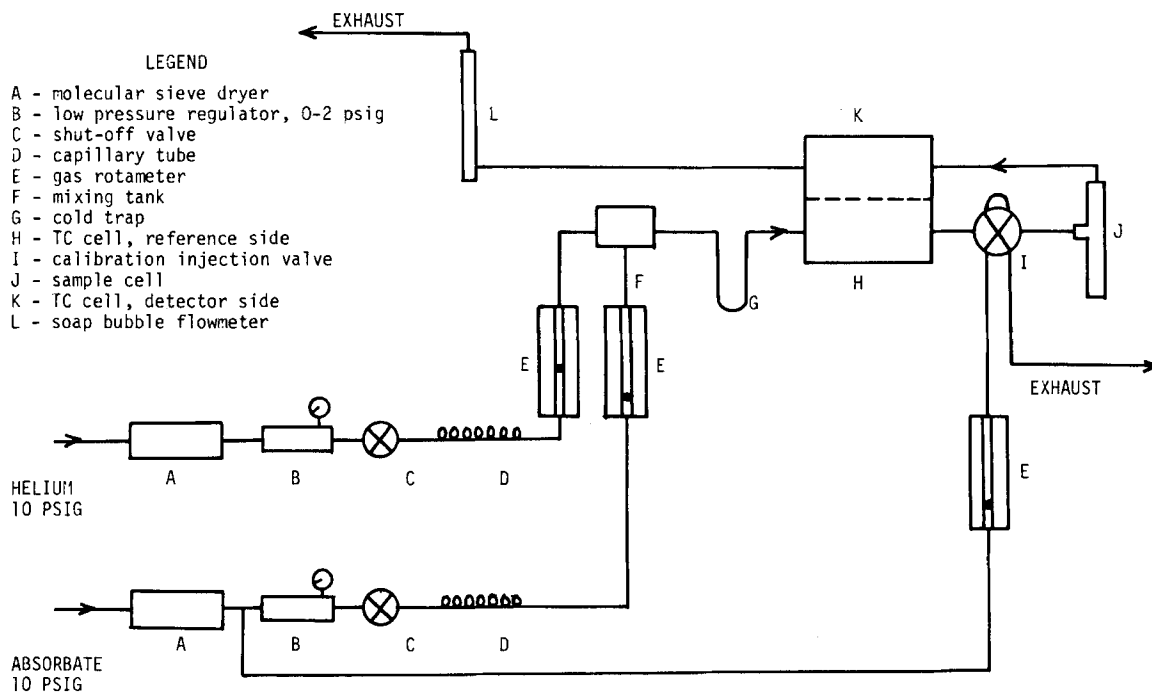 EXHAUST
LEGEND
A - molecular sieve dryer
B - low pressure regulator, 0-2 psig
C - shut-off valve
D - capillary tube
E - gas rotameter
F - mixing tank
G - cold trap
H - TC cell, reference side
I - calibration injection valve
J - sample cell
K - TC cell, detector side
L - soap bubble flowmeter
L
K
J
I
H
G
F
E
E
EXHAUST
E
A
B
C
D
HELIUM
10 PSIG
A
B
C
D
ABSORBATE
10 PSIG